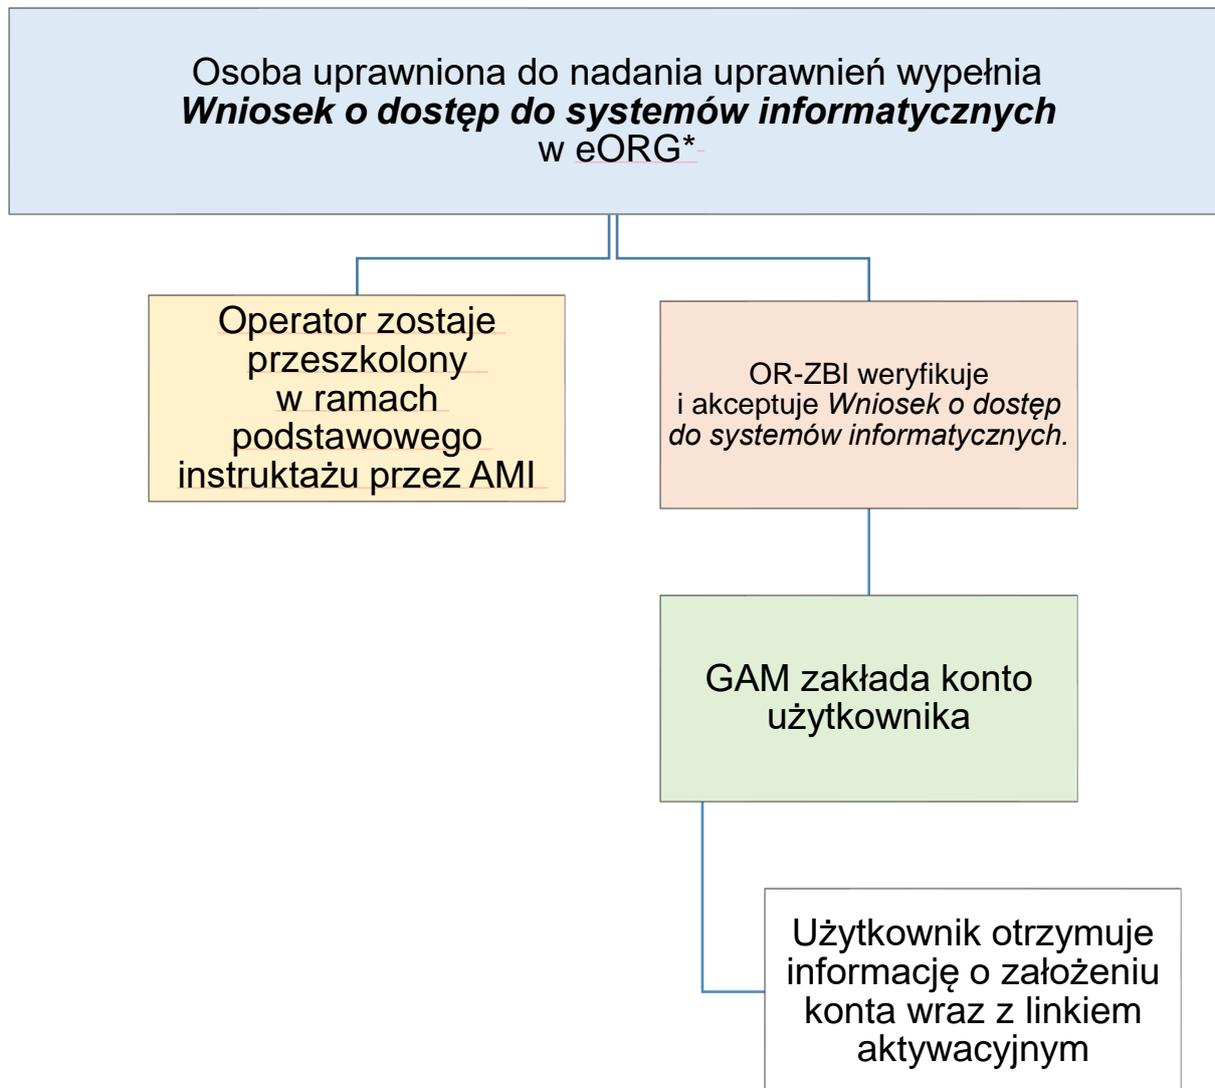 Osoba uprawniona do nadania uprawnień wypełnia
Wniosek o dostęp do systemów informatycznych
w eORG*
Operator zostaje
przeszkolony
w ramach
podstawowego
instruktażu przez AMI
OR-ZBI weryfikuje
i akceptuje Wniosek o dostęp
do systemów informatycznych.
GAM zakłada konto
użytkownika
Użytkownik otrzymuje
informację o założeniu
konta wraz z linkiem
aktywacyjnym